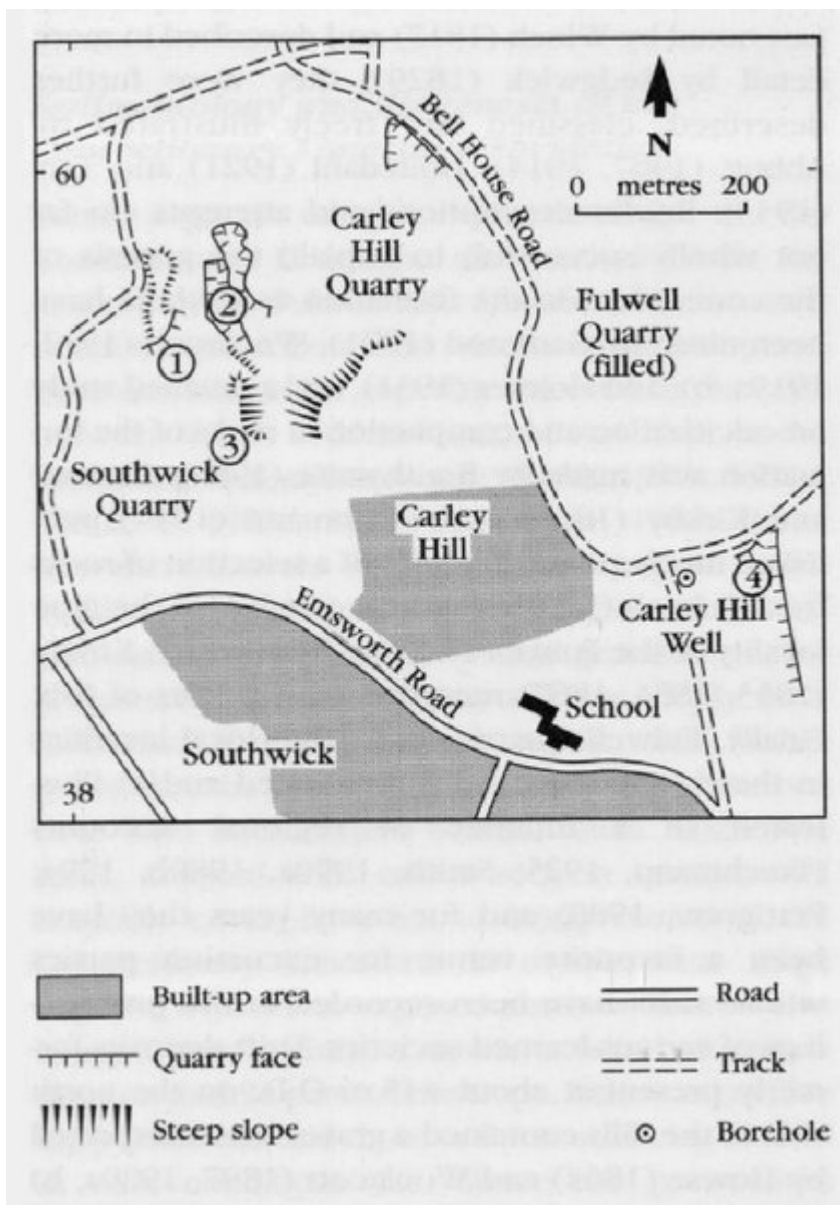 60
Bell House Road
N
0 metres 200
Carley
Hill
Quarry
Fulwell
Quarry
(filled)
2
1
3
Southwick
Quarry
Carley
Hill
4
Carley Hill
Well
Emsworth Road
School
Southwick
38
Built-up area
Road
Quarry face
Track
Steep slope
Borehole